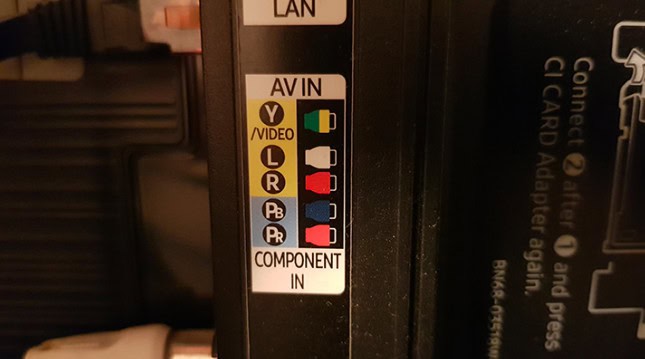 LAN
AV IN
Y
/VIDEO
L
R
PB
PR
COMPONENT
IN
Connect 2 after 1 and press
CI CARD Adapter again.